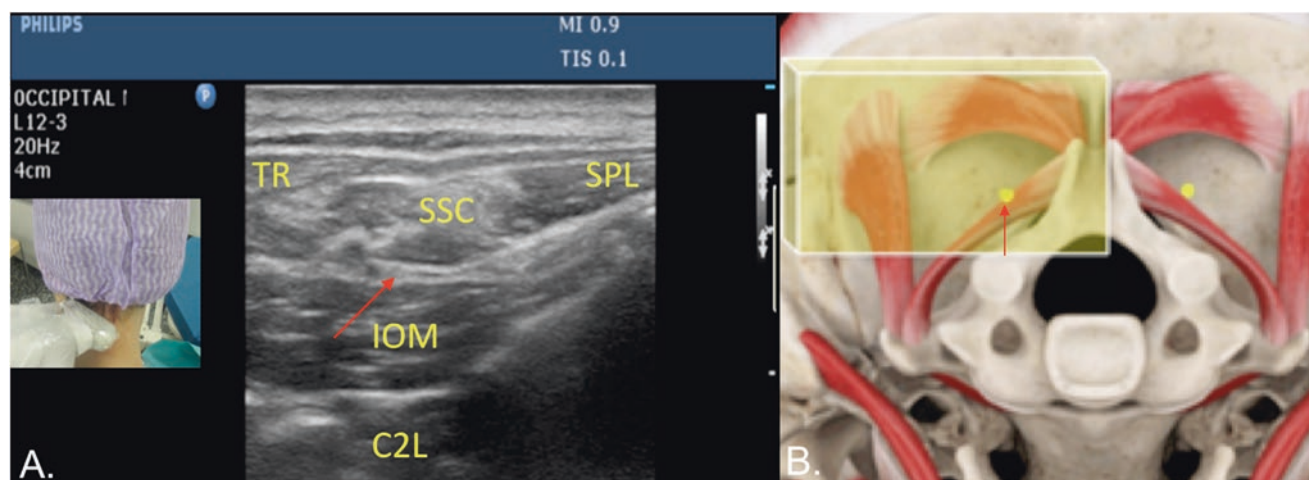 PHILIPS
MI 0.9
TIS 0.1
OCCIPITAL
L12-3
20Hz
4cm
P
TR
SSC
SPL
IOM
C2L
A.
B.